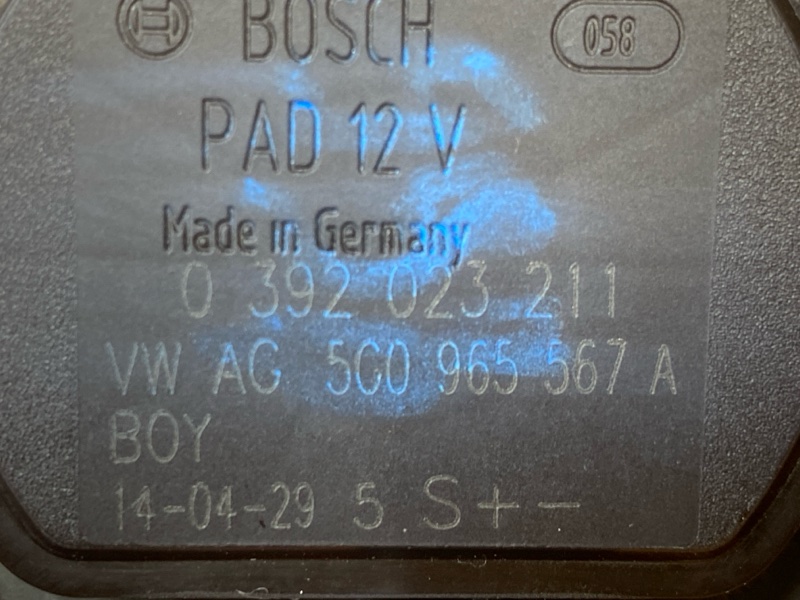 BOSCH
058
PAD 12 V
Made in Germany
0 392 023 211
VW AG 5C0 965 567 A
BOY
14-04-29 5 S + -